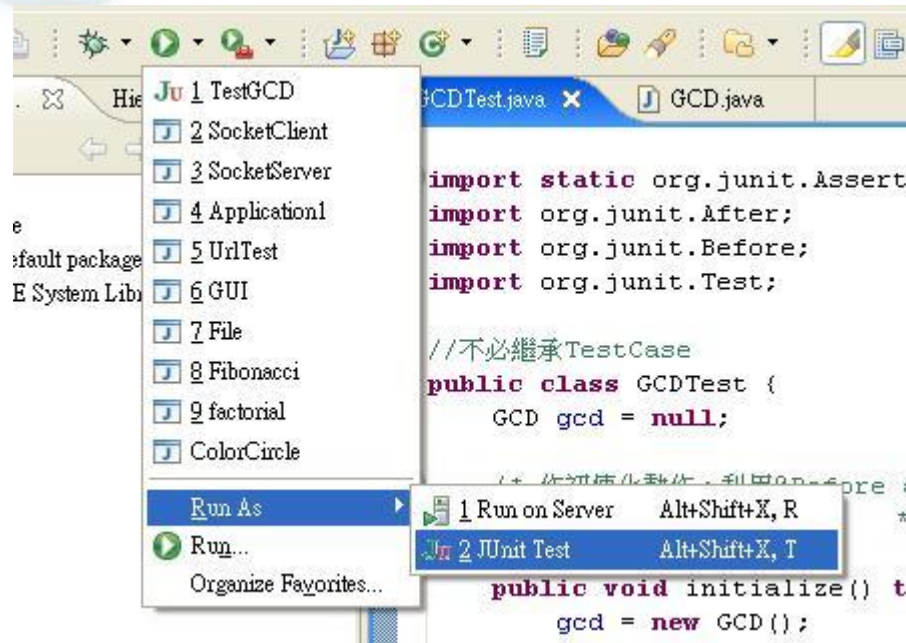 Hie
GCDTest.java
GCD.java
1 TestGCD
2 SocketClient
3 SocketServer
4 Application1
5 UrlTest
6 GUI
7 File
8 Fibonacci
9 factorial
ColorCircle
Run As
Run...
Organize Favorites...
1 Run on Server Alt+Shift+X, R
2 JUnit Test Alt+Shift+X, T
e
efault package
E System Libr
import static org.junit.Assert
import org.junit.After;
import org.junit.Before;
import org.junit.Test;
//不必繼承TestCase
public class GCDTest {
GCD gcd = null;
public void initialize() t
gcd = new GCD();